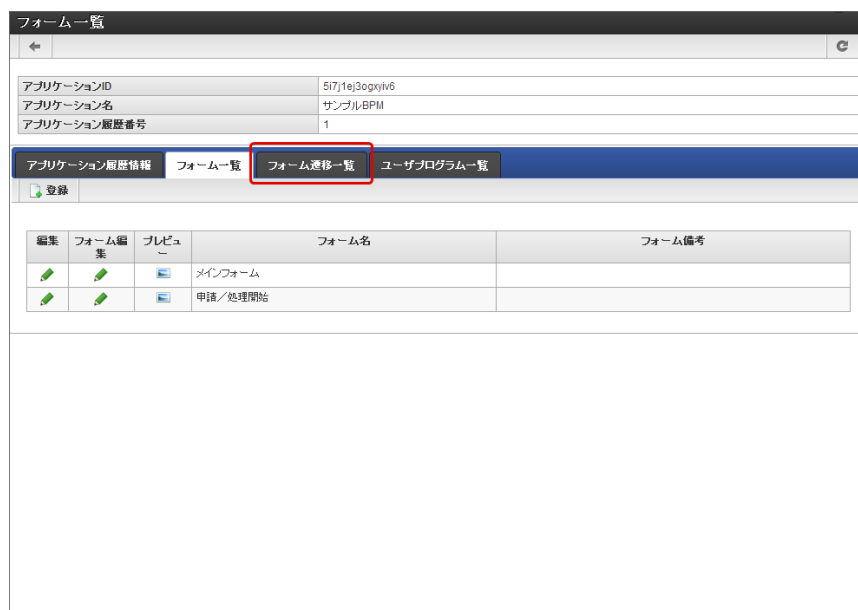 フォーム一覧
アプリケーションID 5i7j1ej3ogxyiv6
アプリケーション名 サンプルBPM
アプリケーション履歴番号 1
アプリケーション履歴情報 フォーム一覧 フォーム遷移一覧 ユーザプログラム一覧
登録
編集 フォーム編集 プレビュー フォーム名 フォーム備考
メインフォーム
申請／処理開始